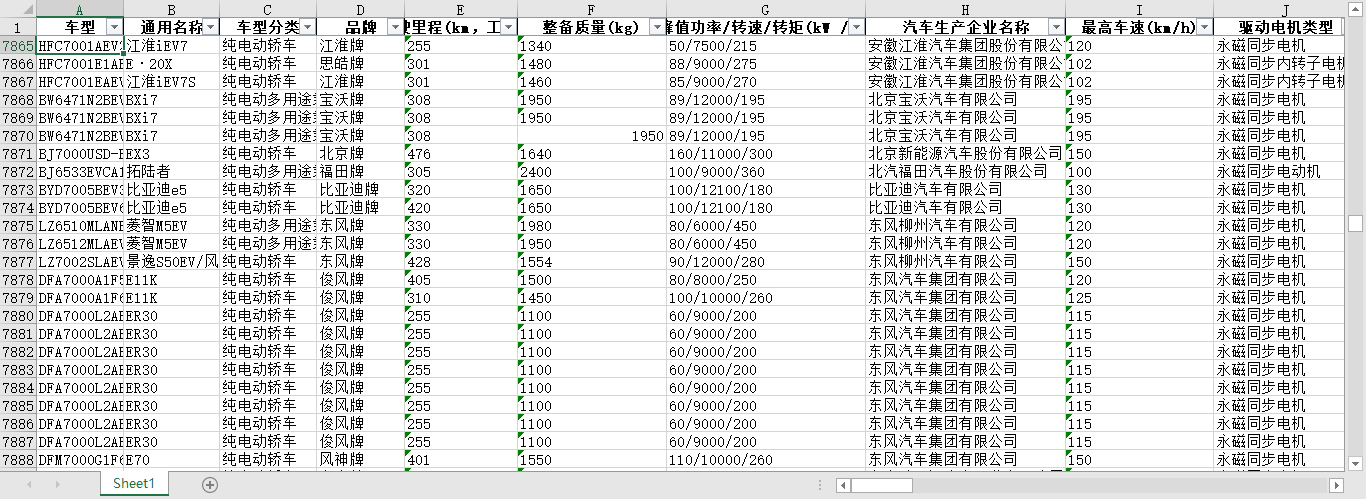 A B C D E F G H I J
1 车型 通用名称 车型分类 品牌 驶里程(km, 工 整备质量(kg) 峰值功率/转速/转矩(kW / 汽车生产企业名称 最高车速(km/h) 驱动电机类型
7865 HFC7001AEV 江淮iEV7 纯电动轿车 江淮牌 255 1340 50/7500/215 安徽江淮汽车集团股份有限公 120 永磁同步电机
7866 HFC7001E1AE E·20X 纯电动轿车 思皓牌 301 1480 88/9000/275 安徽江淮汽车集团股份有限公 102 永磁同步内转子电机
7867 HFC7001EAEV 江淮iEV7S 纯电动轿车 江淮牌 301 1460 85/9000/270 安徽江淮汽车集团股份有限公 102 永磁同步内转子电机
7868 BW6471N2BEV BXi7 纯电动多用途 宝沃牌 308 1950 89/12000/195 北京宝沃汽车有限公司 195 永磁同步电机
7869 BW6471N2BEV BXi7 纯电动多用途 宝沃牌 308 1950 89/12000/195 北京宝沃汽车有限公司 195 永磁同步电机
7870 BW6471N2BEV BXi7 纯电动多用途 宝沃牌 308 1950 89/12000/195 北京宝沃汽车有限公司 195 永磁同步电机
7871 BJ7000USD-E EX3 纯电动轿车 北京牌 476 1640 160/11000/300 北京新能源汽车股份有限公司 150 永磁同步电机
7872 BJ6533EVCA1 拓陆者 纯电动多用途 福田牌 305 2400 100/9000/360 北汽福田汽车股份有限公司 100 永磁同步电动机
7873 BYD7005BEV3 比亚迪e5 纯电动轿车 比亚迪牌 320 1650 100/12100/180 比亚迪汽车有限公司 130 永磁同步电机
7874 BYD7005BEV6 比亚迪e5 纯电动轿车 比亚迪牌 420 1650 100/12100/180 比亚迪汽车有限公司 130 永磁同步电机
7875 LZ6510MLANE 菱智M5EV 纯电动多用途 东风牌 330 1980 80/6000/450 东风柳州汽车有限公司 120 永磁同步电机
7876 LZ6512MLAEV 菱智M5EV 纯电动多用途 东风牌 330 1950 80/6000/450 东风柳州汽车有限公司 120 永磁同步电机
7877 LZ7002SLAEV 景逸S50EV/风 纯电动轿车 东风牌 428 1554 90/12000/280 东风柳州汽车有限公司 150 永磁同步电机
7878 DFA7000A1F5 E11K 纯电动轿车 俊风牌 405 1500 80/8000/250 东风汽车集团有限公司 120 永磁同步电机
7879 DFA7000A1F6 E11K 纯电动轿车 俊风牌 310 1450 100/10000/260 东风汽车集团有限公司 125 永磁同步电机
7880 DFA7000L2AE ER30 纯电动轿车 俊风牌 255 1100 60/9000/200 东风汽车集团有限公司 115 永磁同步电机
7881 DFA7000L2AE ER30 纯电动轿车 俊风牌 255 1100 60/9000/200 东风汽车集团有限公司 115 永磁同步电机
7882 DFA7000L2AE ER30 纯电动轿车 俊风牌 255 1100 60/9000/200 东风汽车集团有限公司 115 永磁同步电机
7883 DFA7000L2AE ER30 纯电动轿车 俊风牌 255 1100 60/9000/200 东风汽车集团有限公司 115 永磁同步电机
7884 DFA7000L2AE ER30 纯电动轿车 俊风牌 255 1100 60/9000/200 东风汽车集团有限公司 115 永磁同步电机
7885 DFA7000L2AE ER30 纯电动轿车 俊风牌 255 1100 60/9000/200 东风汽车集团有限公司 115 永磁同步电机
7886 DFA7000L2AE ER30 纯电动轿车 俊风牌 255 1100 60/9000/200 东风汽车集团有限公司 115 永磁同步电机
7887 DFA7000L2AE ER30 纯电动轿车 俊风牌 255 1100 60/9000/200 东风汽车集团有限公司 115 永磁同步电机
7888 DFM7000G1F6 E70 纯电动轿车 风神牌 401 1550 110/10000/260 东风汽车集团有限公司 150 永磁同步电机
Sheet1